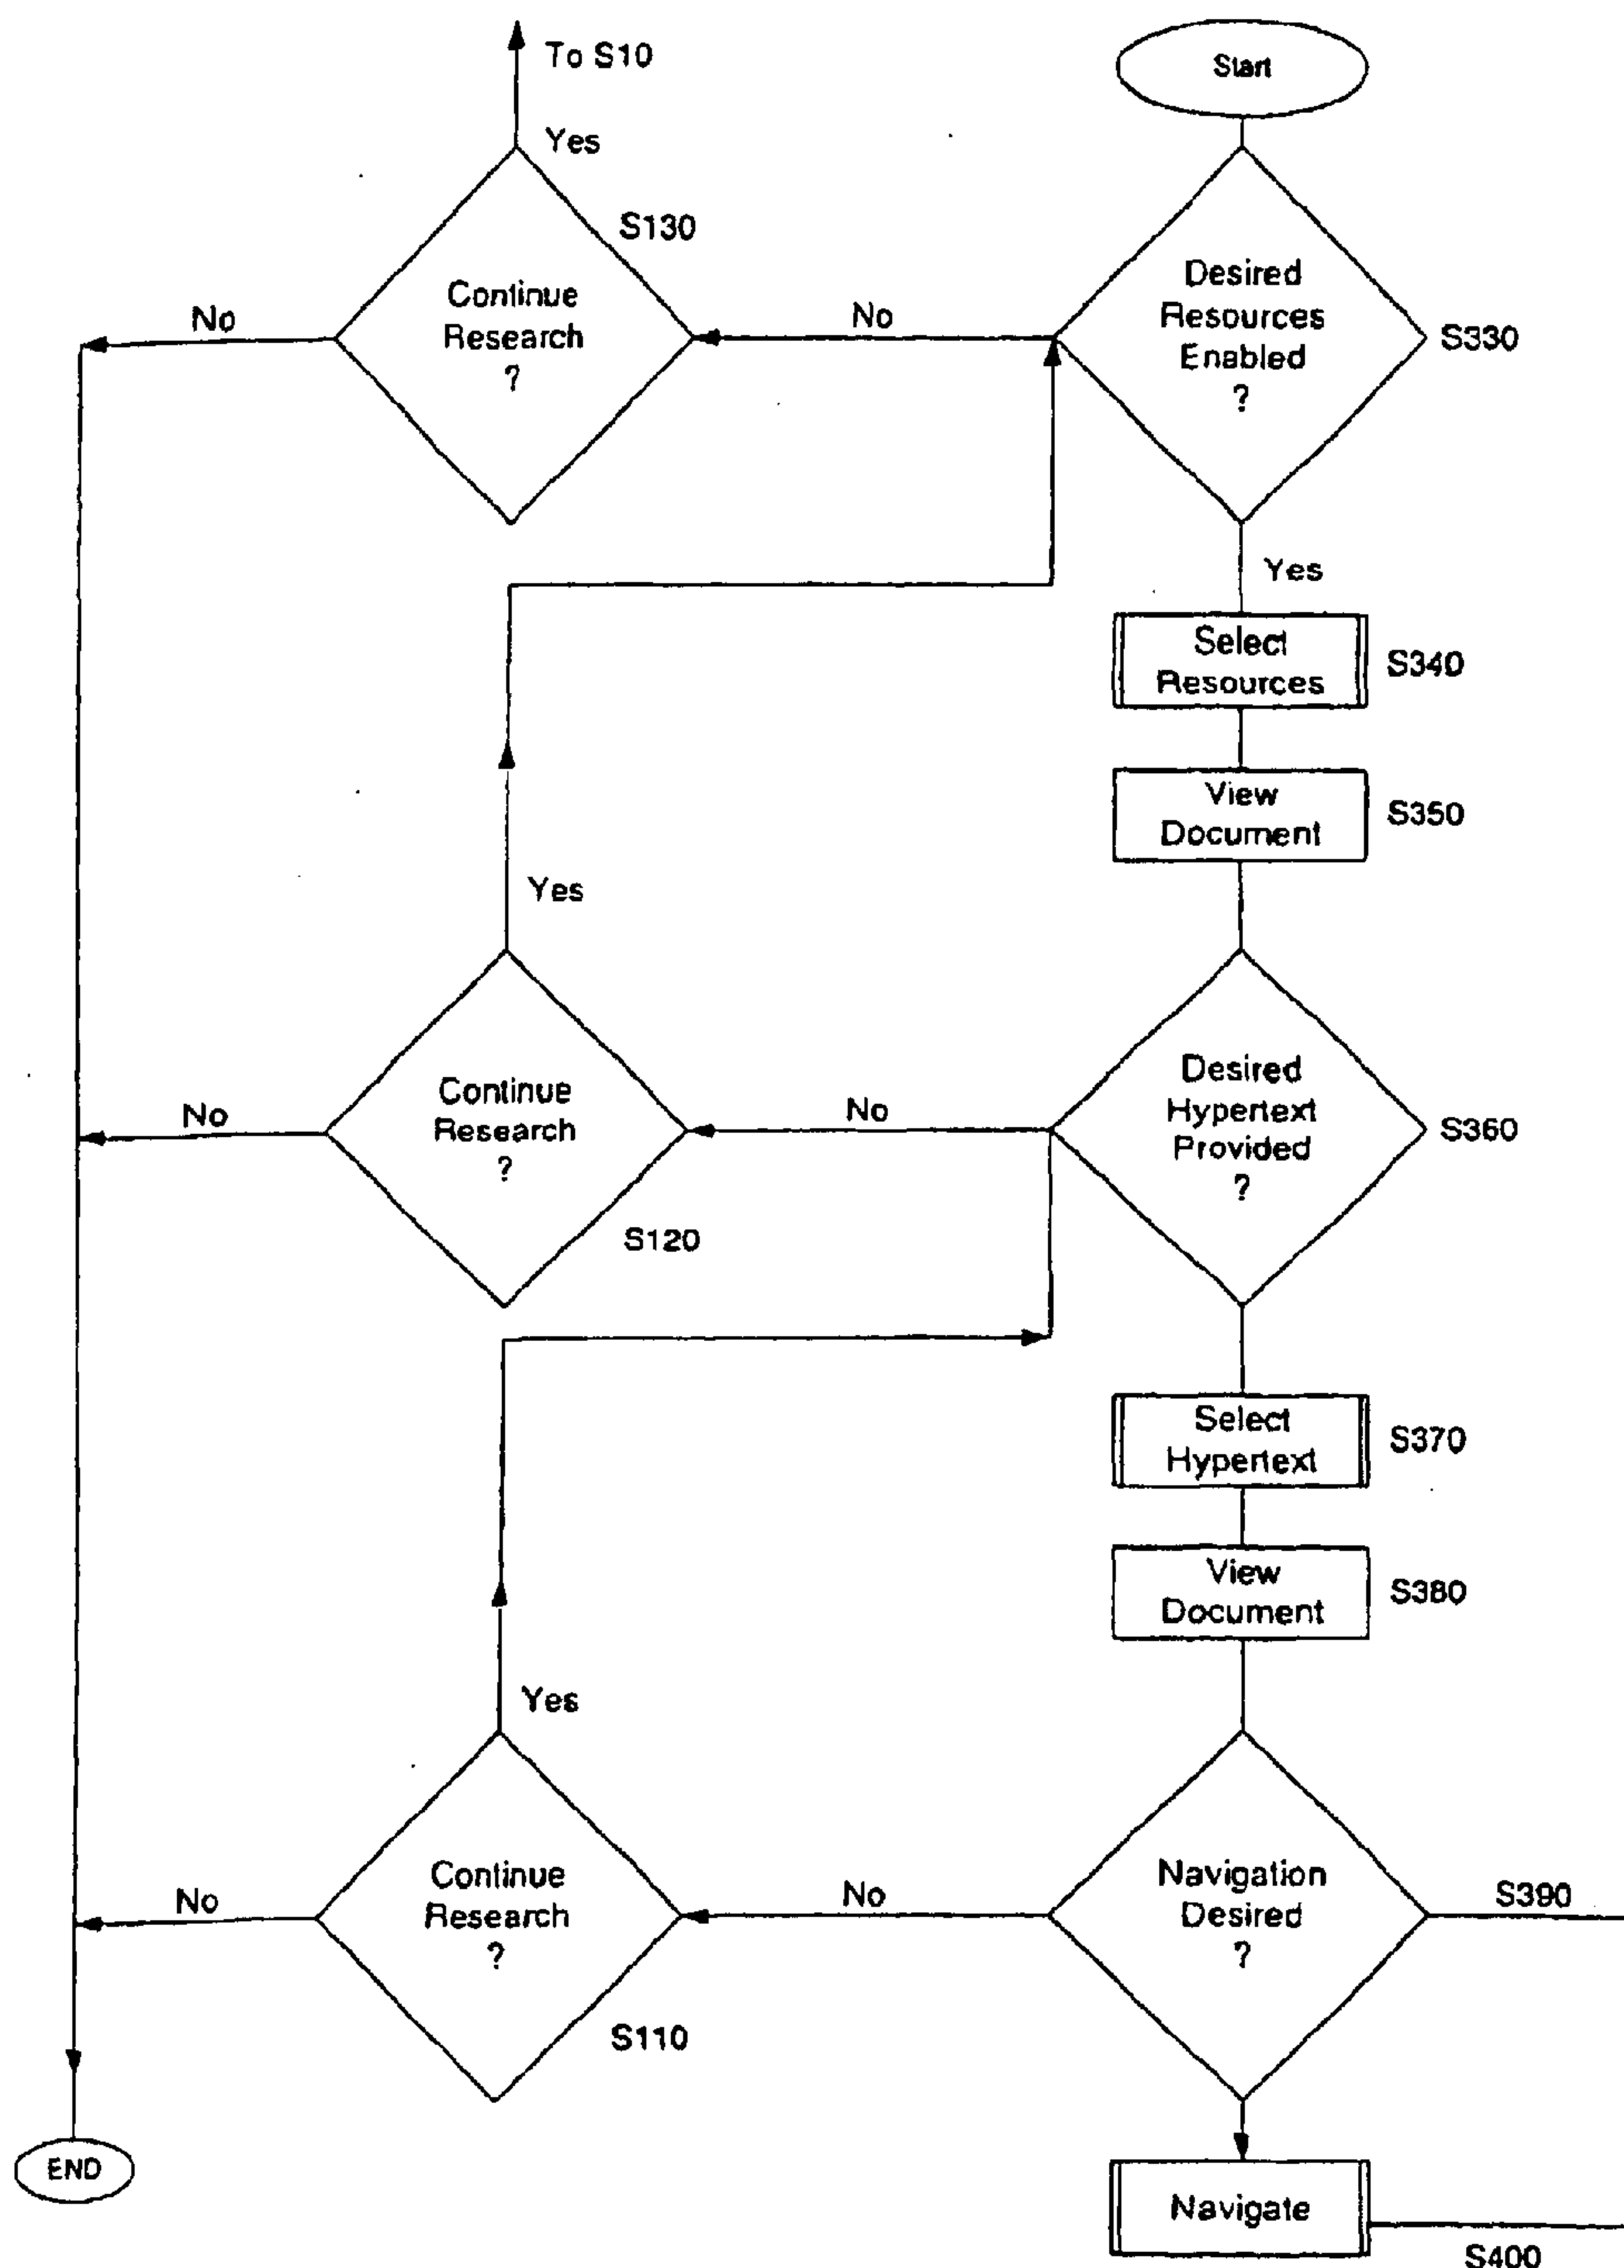 To S10
Start
Yes
S130
Continue
Research
?
No
No
Desired
Resources
Enabled
?
S330
Yes
Select
Resources
S340
View
Document
S350
Yes
Continue
Research
?
No
No
S120
Desired
Hypertext
Provided
?
S360
Select
Hypertext
S370
View
Document
S380
Yes
Continue
Research
?
No
No
S110
Navigation
Desired
?
S390
END
Navigate
S400